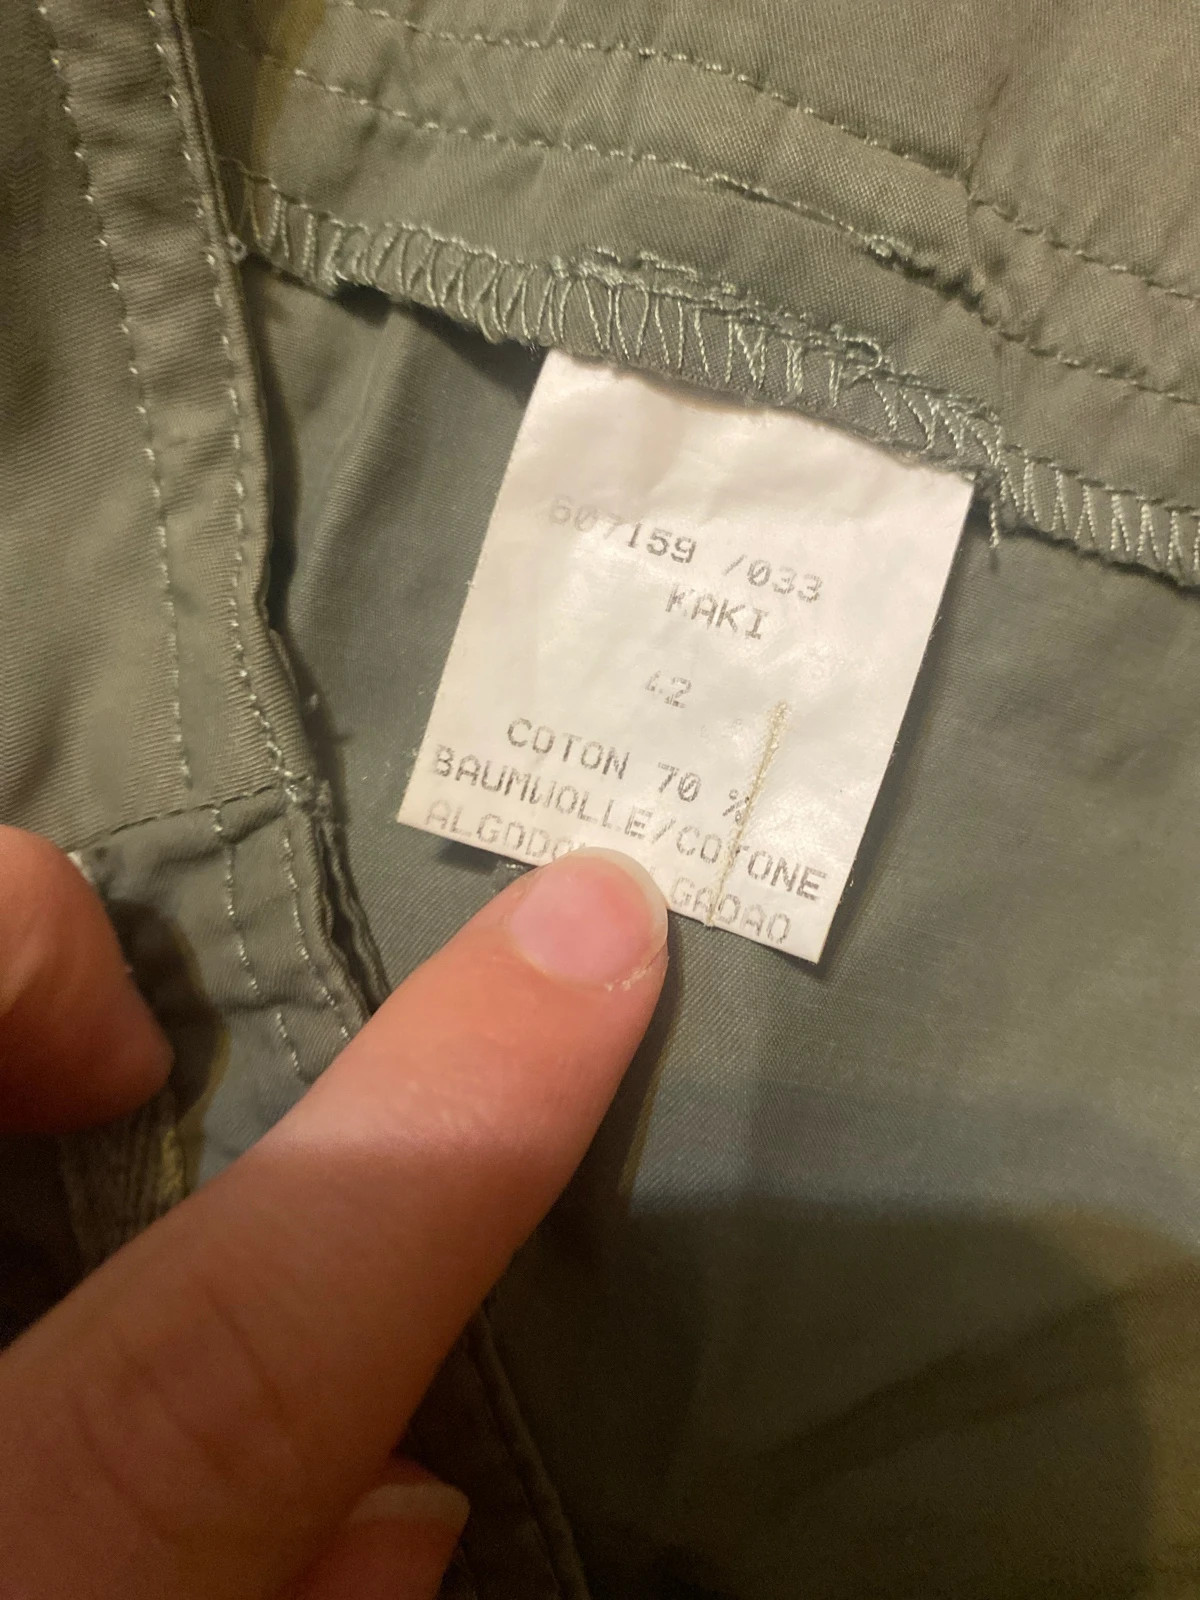 607159 /033
KAKI
42
COTON 70 %
BAUMWOLLE/COTONE